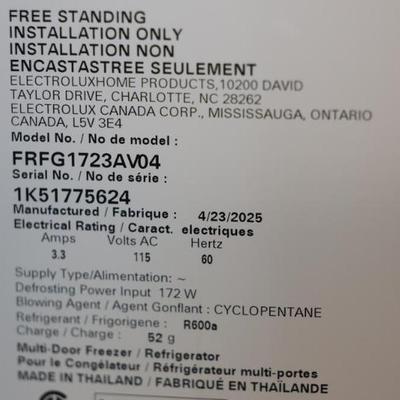 FREE STANDING
INSTALLATION ONLY
INSTALLATION NON
ENCASTASTREE SEULEMENT
ELECTROLUXHOME PRODUCTS,10200 DAVID
TAYLOR DRIVE, CHARLOTTE, NC 28262
ELECTROLUX CANADA CORP., MISSISSAUGA, ONTARIO
CANADA, L5V 3E4
Model No. / No de model :
FRFG1723AV04
Serial No. / No de série :
1K51775624
Manufactured / Fabrique : 4/23/2025
Electrical Rating / Caract. electriques
Amps Volts AC Hertz
3.3 115 60
Supply Type/Alimentation: ~
Defrosting Power Input 172 W
Blowing Agent / Agent Gonflant : CYCLOPENTANE
Refrigerant / Frigorigene : R600a
Charge / Charge : 52 g
Multi-Door Freezer / Refrigerator
Pour le Congélateur / Réfrigérateur multi-portes
MADE IN THAILAND / FABRIQUÉ EN THAÏLANDE